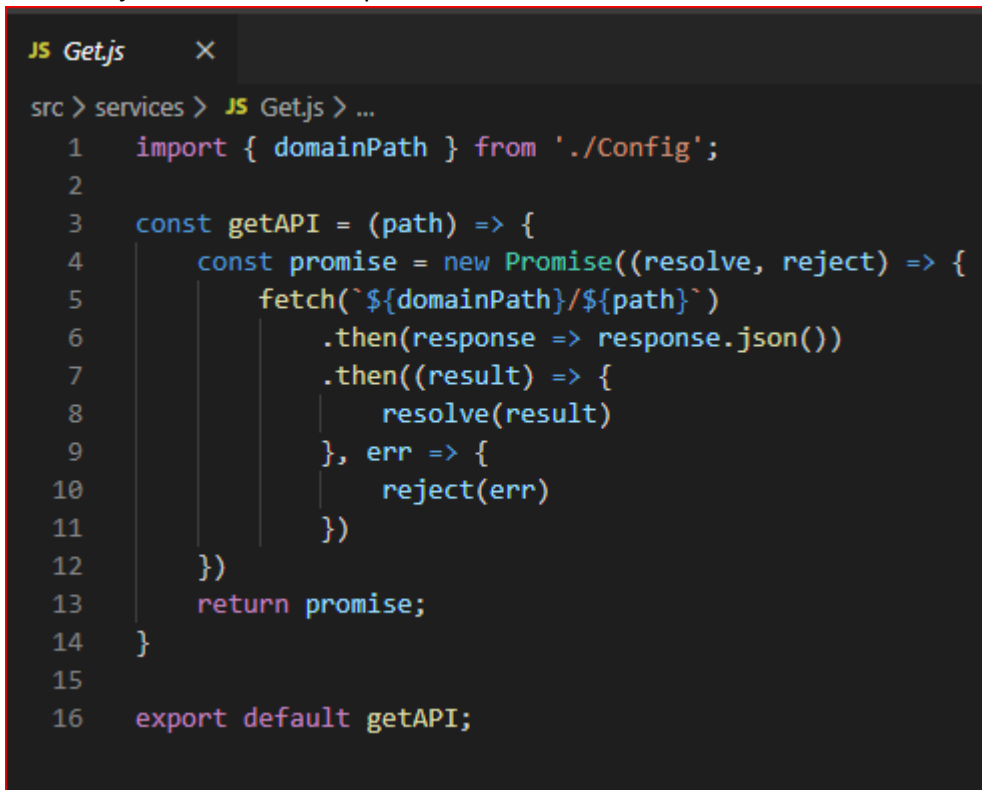 JS Get.js ×
src > services > JS Get.js > ...
1 import { domainPath } from './Config';
2
3 const getAPI = (path) => {
4 const promise = new Promise((resolve, reject) => {
5 fetch(`${domainPath}/${path}`)
6 .then(response => response.json())
7 .then((result) => {
8 resolve(result)
9 }, err => {
10 reject(err)
11 })
12 })
13 return promise;
14 }
15
16 export default getAPI;